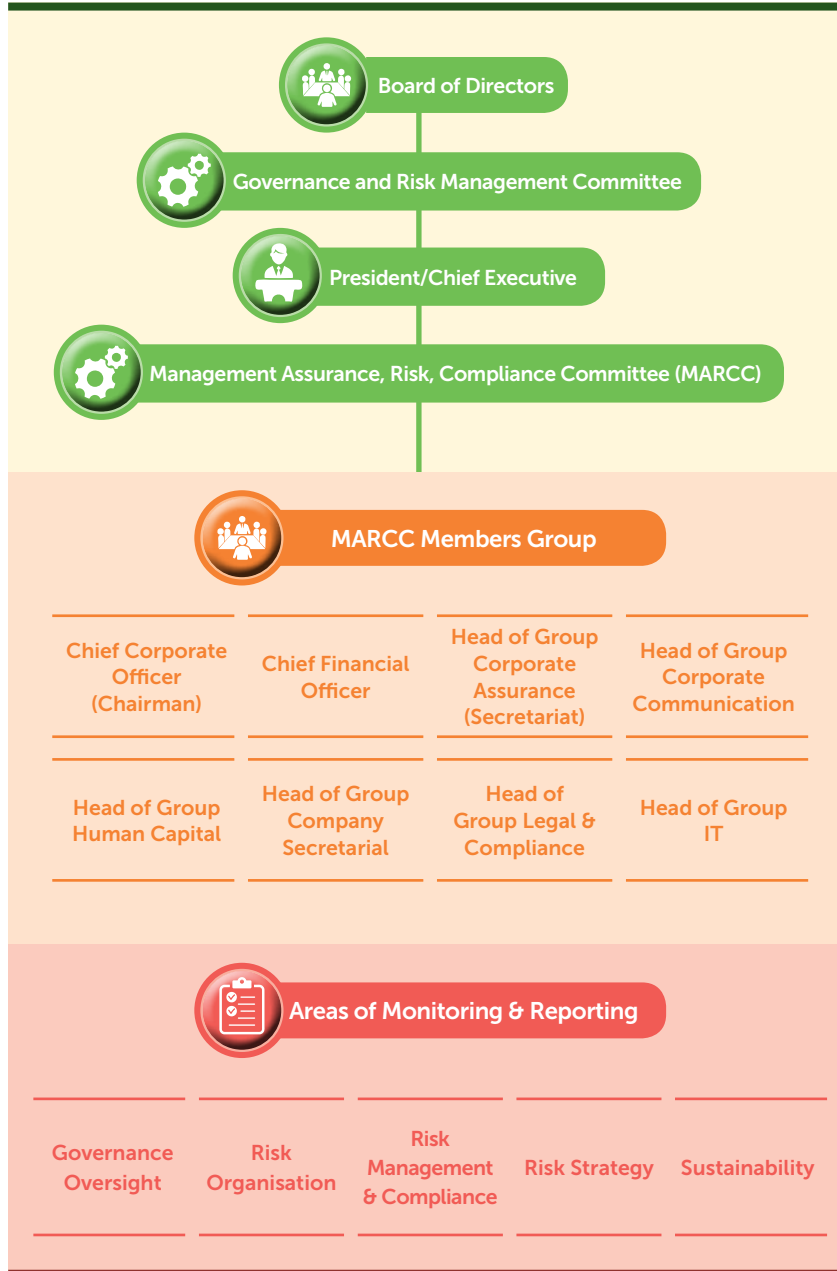 Board of Directors
Governance and Risk Management Committee
President/Chief Executive
Management Assurance, Risk, Compliance Committee (MARCC)
MARCC Members Group
Chief Corporate
Officer
(Chairman)
Chief Financial
Officer
Head of Group
Corporate
Assurance
(Secretariat)
Head of Group
Corporate
Communication
Head of Group
Human Capital
Head of Group
Company
Secretarial
Head of
Group Legal &
Compliance
Head of Group
IT
Areas of Monitoring & Reporting
Governance
Oversight
Risk
Organisation
Risk
Management
& Compliance
Risk Strategy
Sustainability